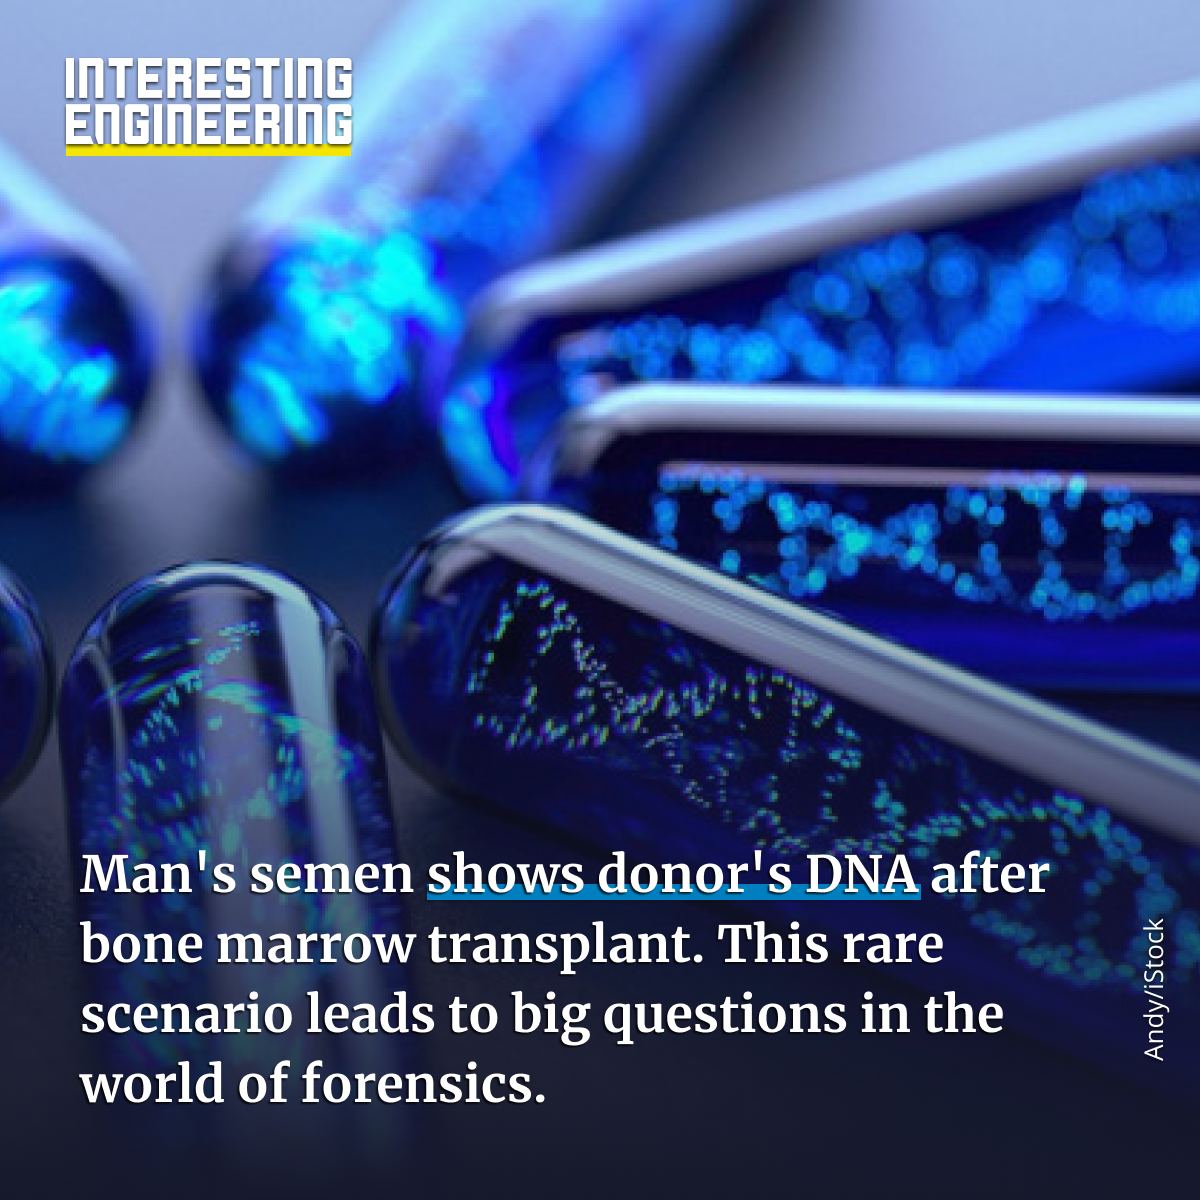 INTERESTING
ENGINEERING
Man's semen shows donor's DNA after
bone marrow transplant. This rare
scenario leads to big questions in the
world of forensics.
Andy/iStock